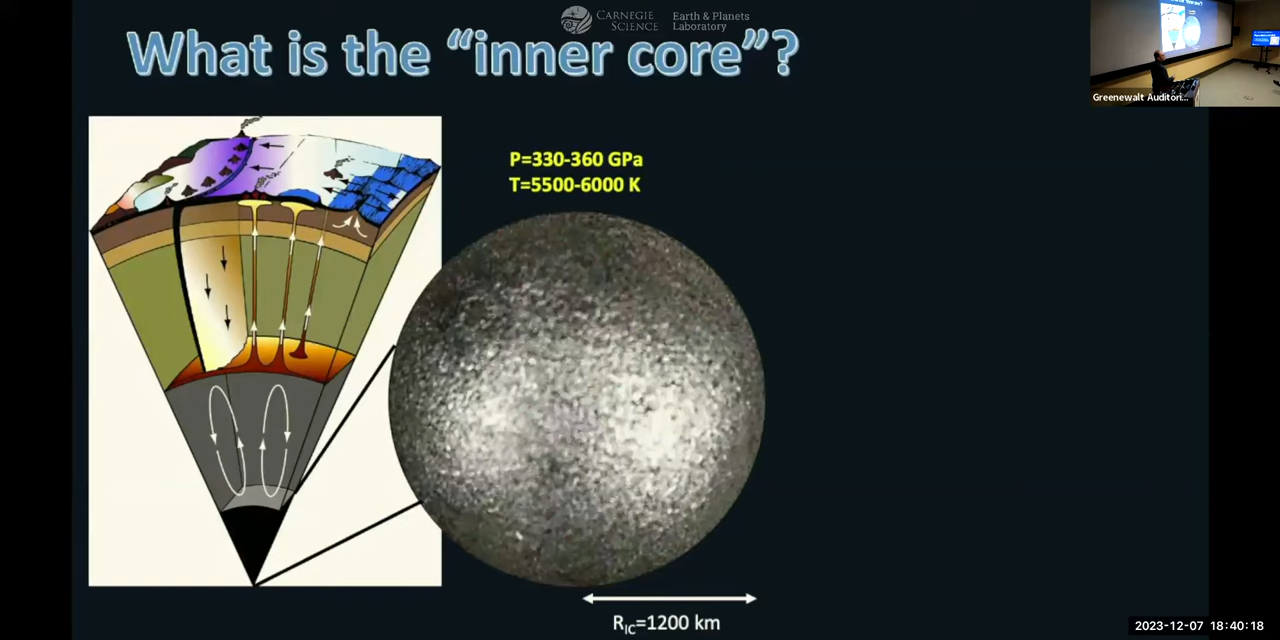 CARNEGIE
SCIENCE
Earth & Planets
Laboratory
What is the “inner core”?
Greenewalt Auditori...
P=330-360 GPa
T=5500-6000 K
RIC=1200 km
2023-12-07 18:40:18